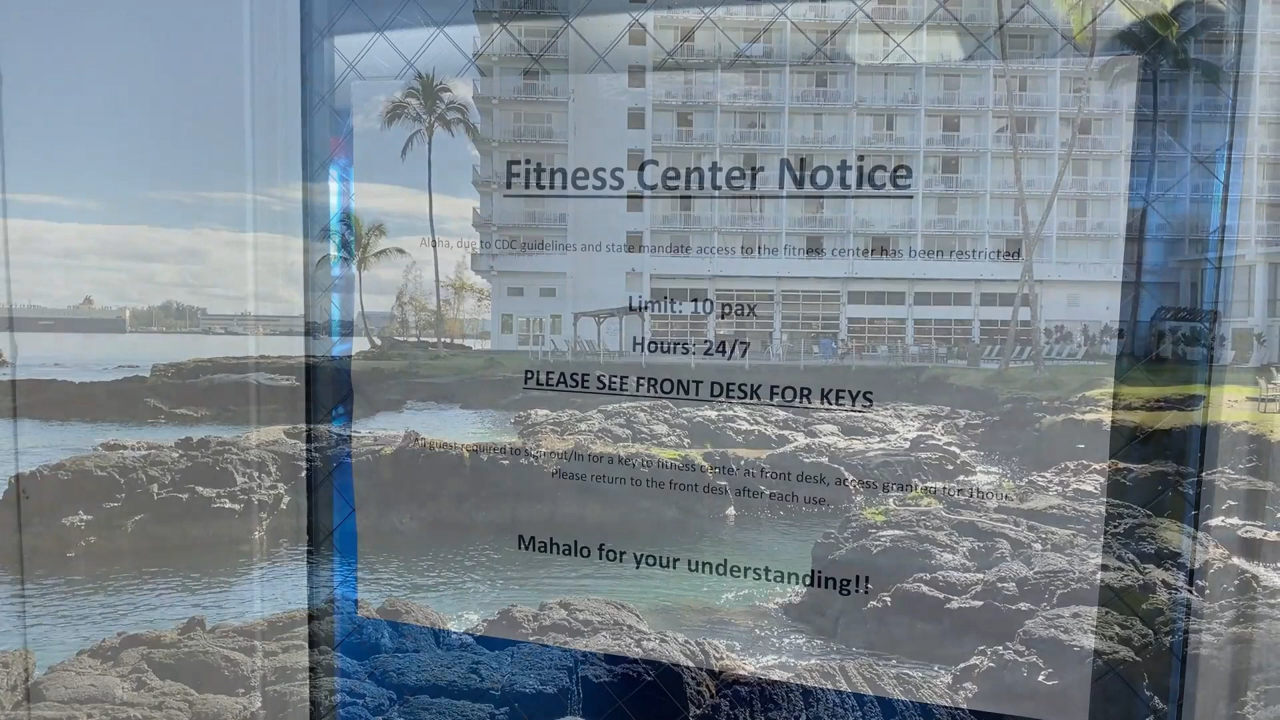 Fitness Center Notice
Aloha, due to CDC guidelines and state mandate access to the fitness center has been restricted.
Limit: 10 pax
Hours: 24/7
PLEASE SEE FRONT DESK FOR KEYS
All guest required to sign out/In for a key to fitness center at front desk, access granted for 1hour.
Please return to the front desk after each use.
Mahalo for your understanding!!